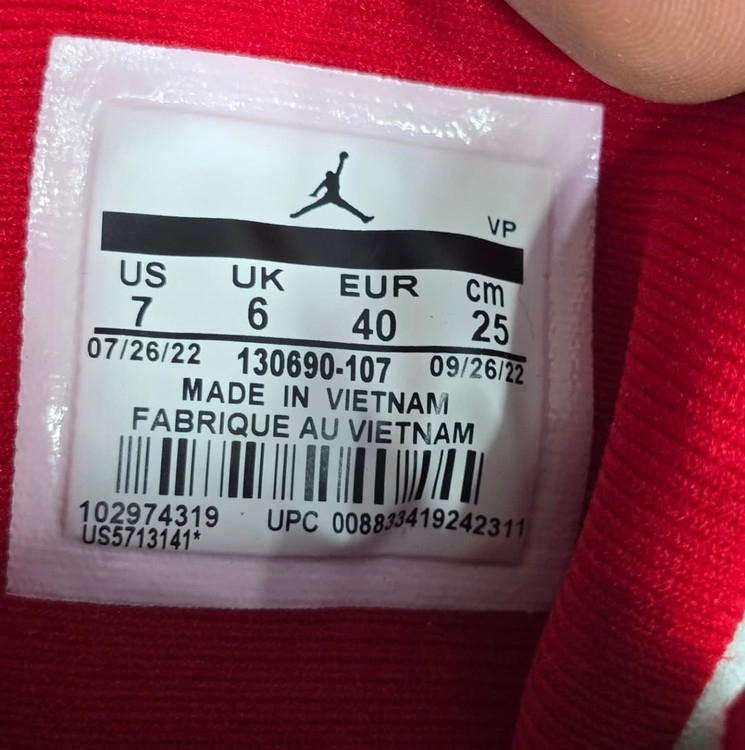 VP
US UK EUR cm
7 6 40 25
07/26/22 130690-107 09/26/22
MADE IN VIETNAM
FABRIQUE AU VIETNAM
102974319 UPC 00883419242311
US5713141*